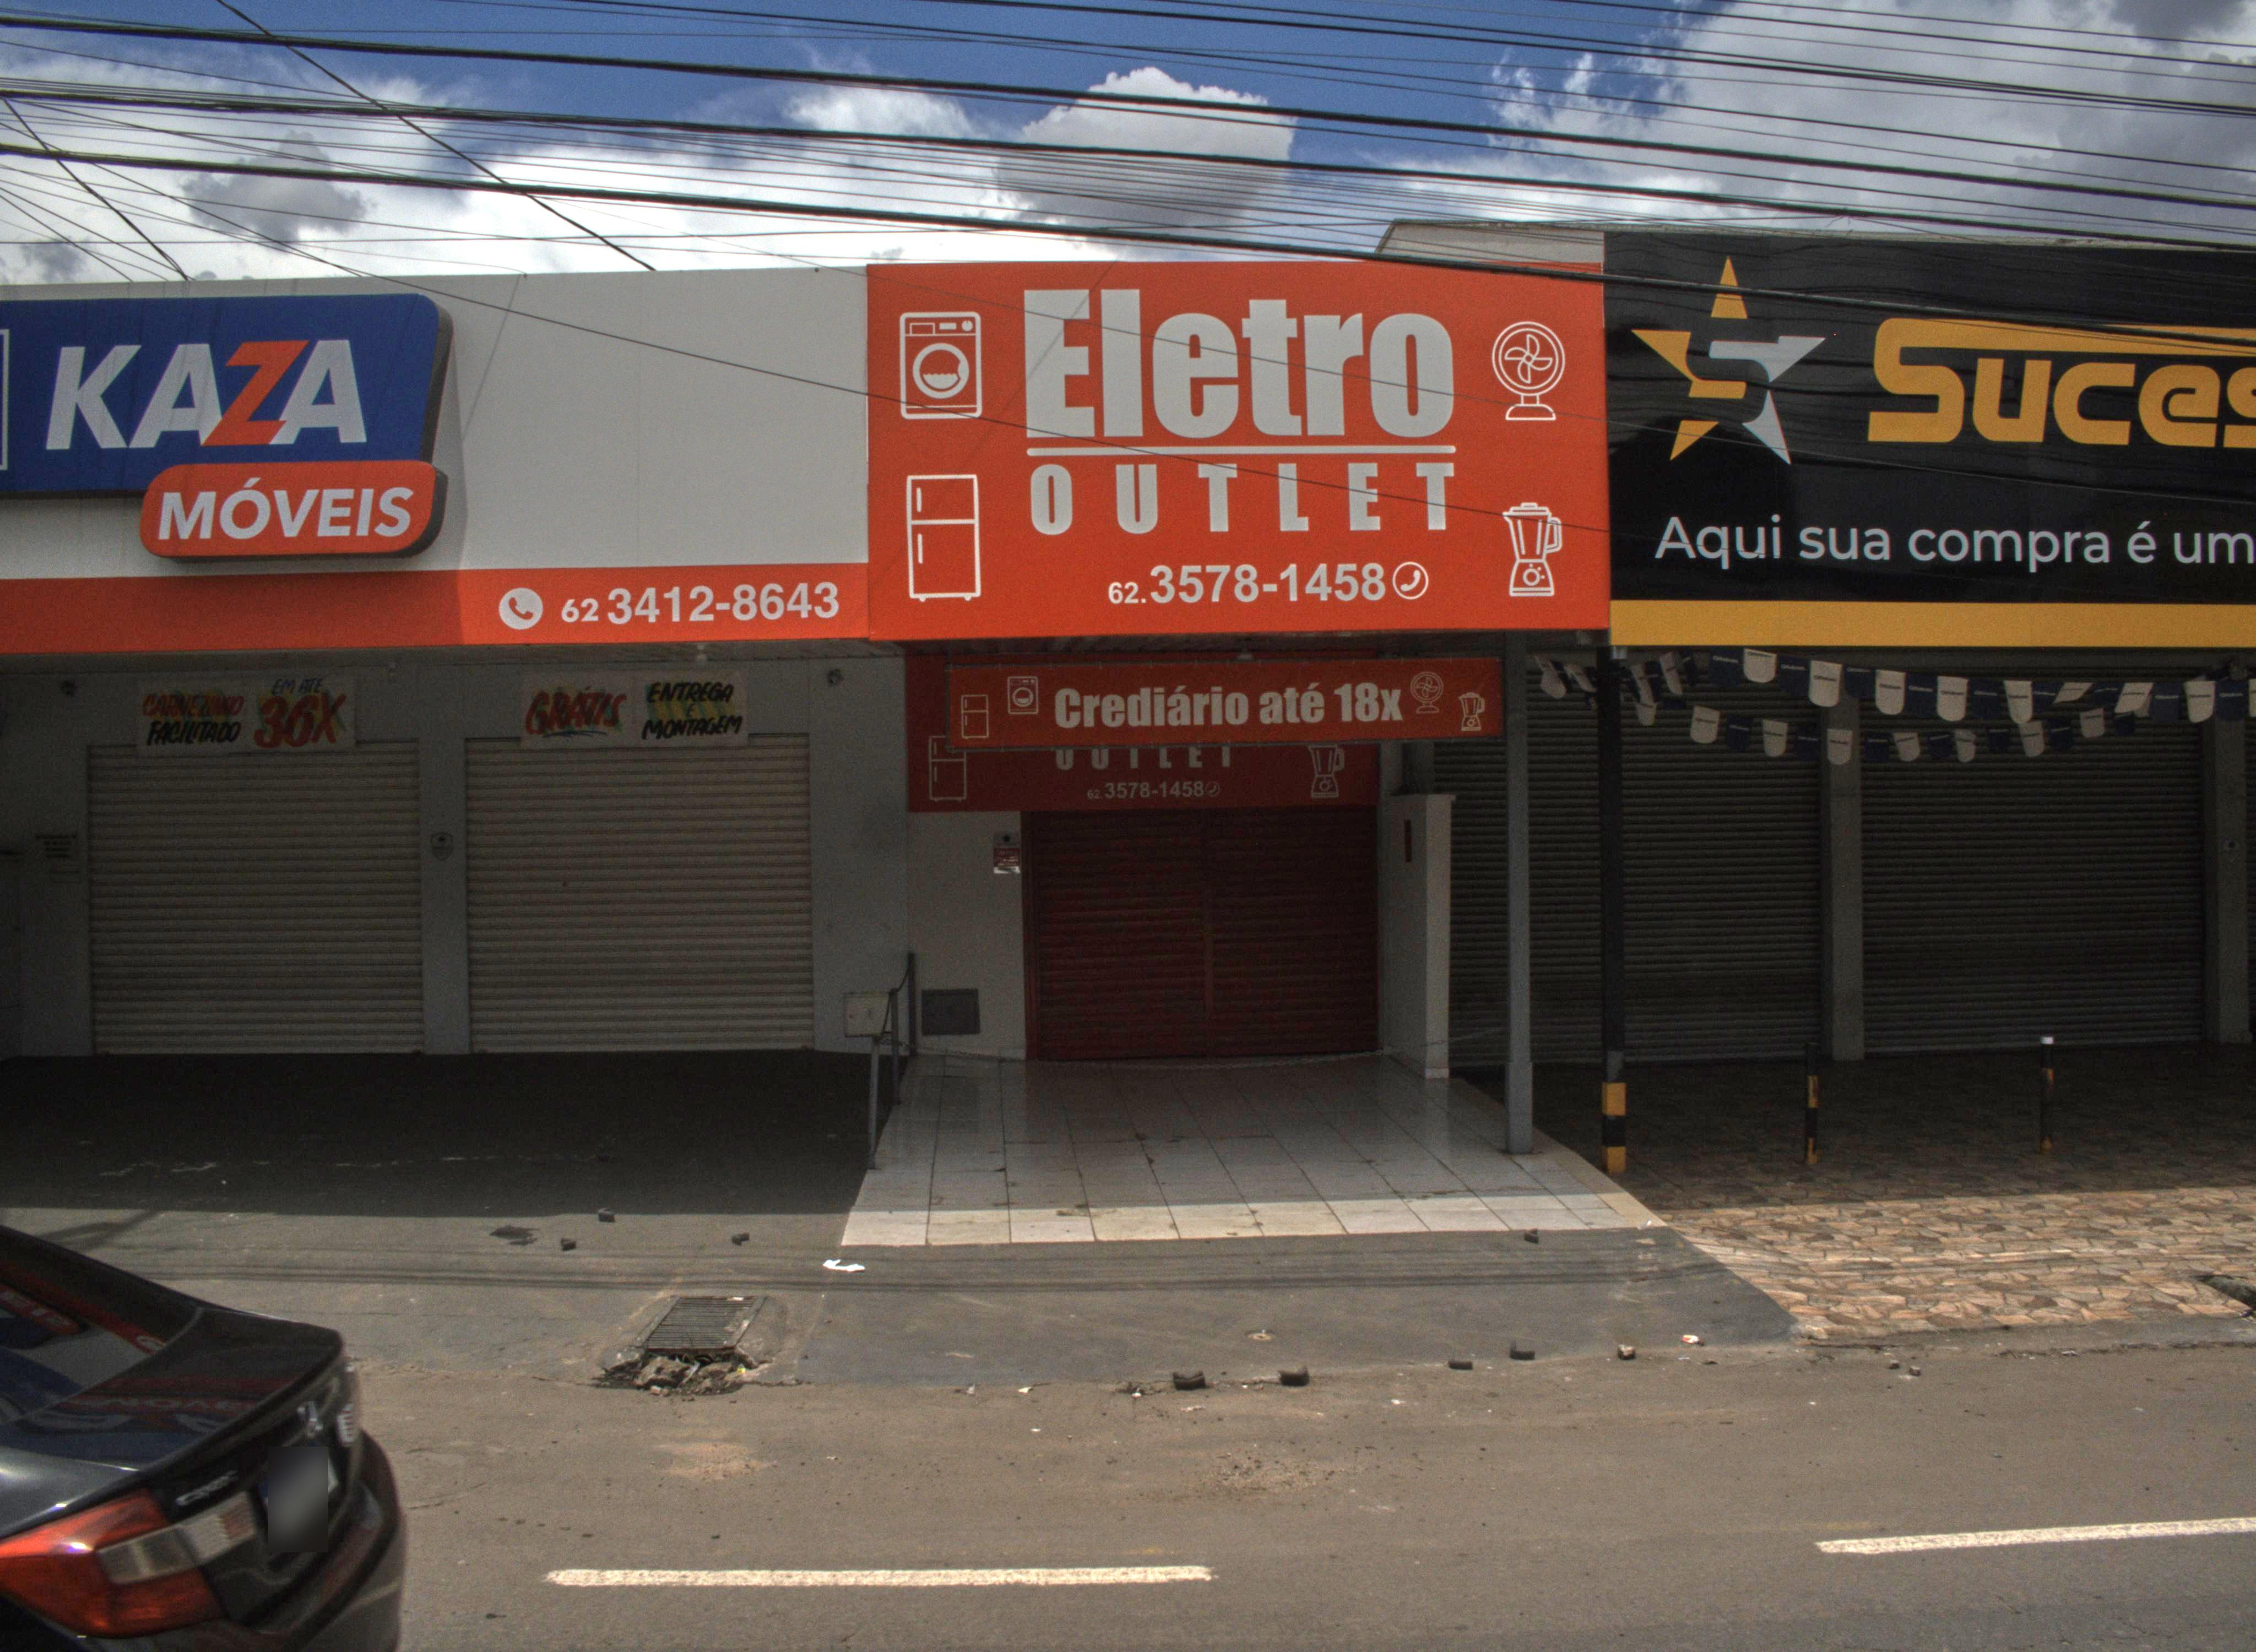 KAZA
MÓVEIS
62 3412-8643
Eletro
OUTLET
62.3578-1458
Suces
Aqui sua compra é um
CARNEZINHO
FACILITADO
EM ATÉ
36X
GRÁTIS
ENTREGA
E
MONTAGEM
Crediário até 18x
OUTLET
62.3578-1458